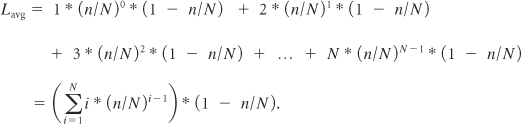 L_avg = 1 * (n/N)^0 * (1 − n/N) + 2 * (n/N)^1 * (1 − n/N)
+ 3 * (n/N)^2 * (1 − n/N) + … + N * (n/N)^{N−1} * (1 − n/N)
= (∑_{i=1}^{N} i * (n/N)^{i−1}) * (1 − n/N).